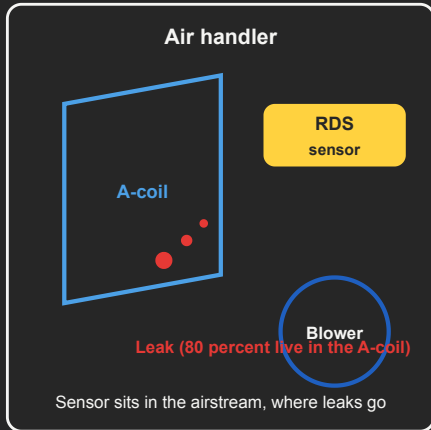 Air handler
RDS
sensor
A-coil
Blower
Leak (80 percent live in the A-coil)
Sensor sits in the airstream, where leaks go